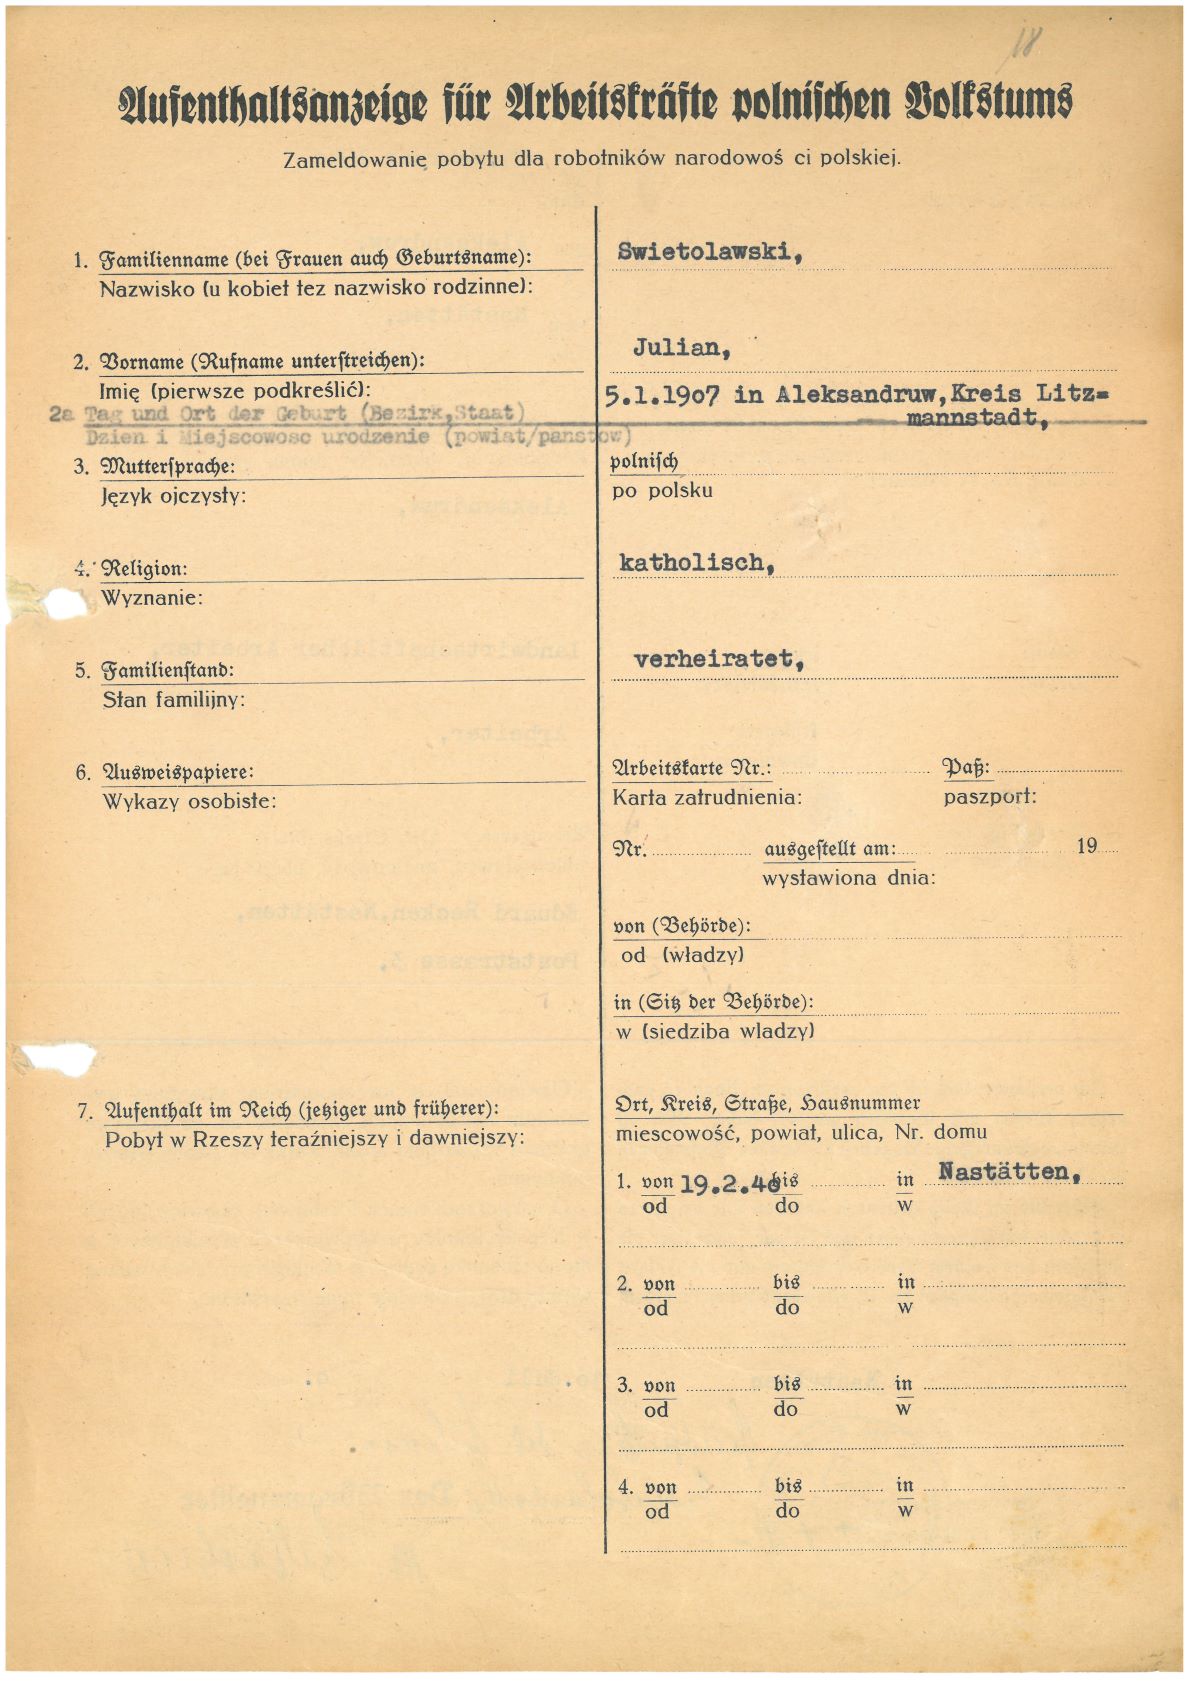 18
Aufenthaltsanzeige für Arbeitskräfte polnischen Volkstums
Zameldowanię pobytu dla robotników narodowoś ci polskiej.
1. Familienname (bei Frauen auch Geburtsname): Swietolawski,
Nazwisko (u kobiet tez nazwisko rodzinne):
2. Vorname (Rufname unterstreichen): Julian,
Imię (pierwsze podkreślić):
2a Tag und Ort der Geburt (Bezirk,Staat) 5.1.1907 in Aleksandruw,Kreis Litz=
mannstadt,
Dzien i Miejscowosc urodzenie (powiat/panstow)
3. Muttersprache: polnisch
Język ojczysty: po polsku
4. Religion: katholisch,
Wyznanie:
5. Familienstand: verheiratet,
Stan familijny:
6. Ausweispapiere: Arbeitskarte Nr.: Paß:
Wykazy osobiste: Karta zatrudnienia: paszport:
Nr. ausgestellt am: 19
wystawiona dnia:
von (Behörde):
od (władzy)
in (Sitz der Behörde):
w (siedziba wladzy)
7. Aufenthalt im Reich (jetziger und früherer): Ort, Kreis, Straße, Hausnummer
Pobyt w Rzeszy teraźniejszy i dawniejszy: miescowość, powiat, ulica, Nr. domu
1. von 19.2.40 bis in Nastätten,
od do w
2. von bis in
od do w
3. von bis in
od do w
4. von bis in
od do w